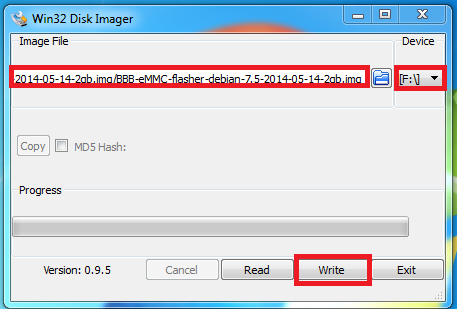 Win32 Disk Imager
Image File
Device
2014-05-14-2gb.img/BBB-eMMC-flasher-debian-7.5-2014-05-14-2gb.img
[F:\]
Copy
MD5 Hash:
Progress
Version: 0.9.5
Cancel
Read
Write
Exit